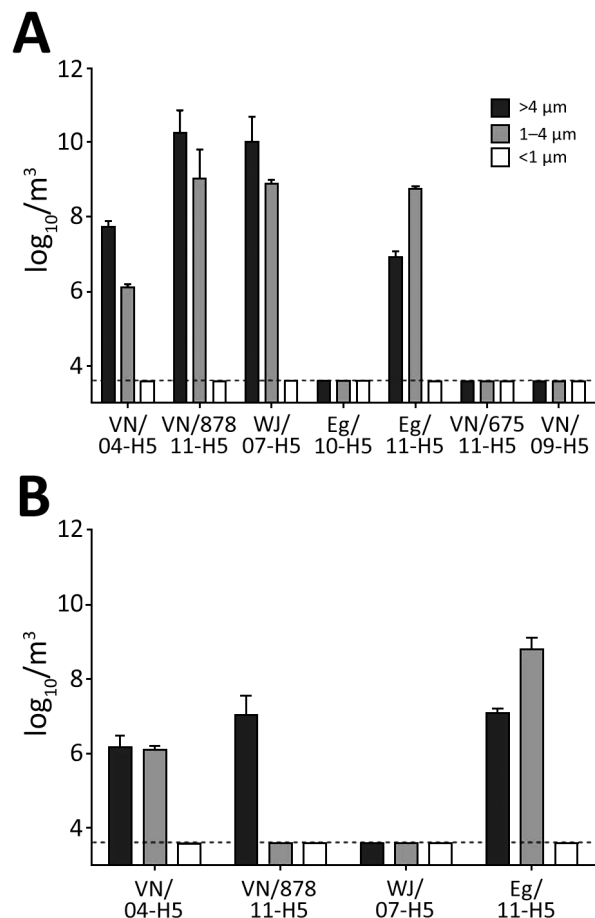 A
12
10
8
6
4
log₁₀/m³
>4 µm
1–4 µm
<1 µm
VN/ VN/878 WJ/ Eg/ Eg/ VN/675 VN/
04-H5 11-H5 07-H5 10-H5 11-H5 11-H5 09-H5
B
12
10
8
6
4
log₁₀/m³
VN/ VN/878 WJ/ Eg/
04-H5 11-H5 07-H5 11-H5